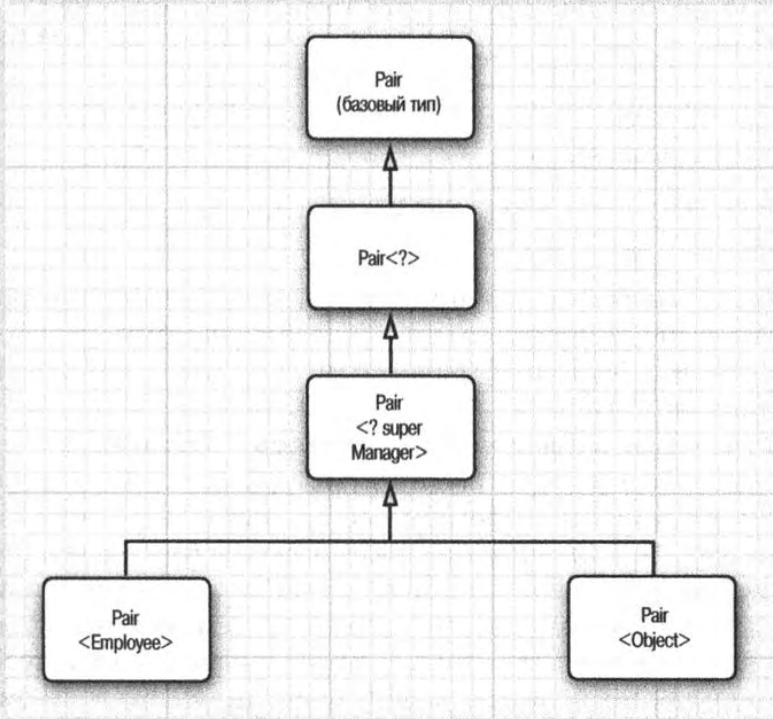 Pair
(базовый тип)
Pair<?>
Pair
<? super
Manager>
Pair
<Employee>
Pair
<Object>